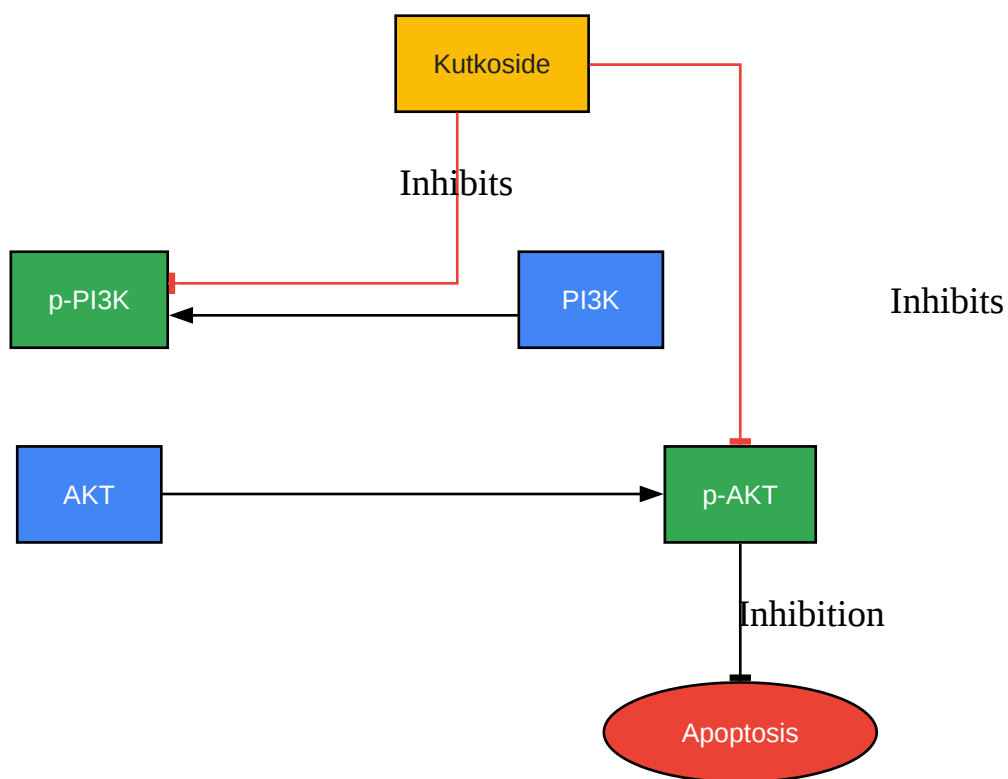 Kutkoside
Inhibits
p-PI3K
PI3K
Inhibits
AKT
p-AKT
Inhibition
Apoptosis